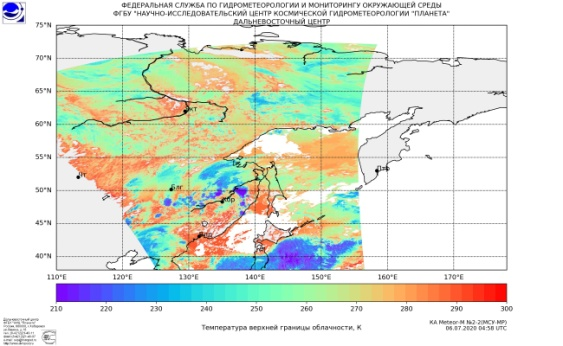 ФЕДЕРАЛЬНАЯ СЛУЖБА ПО ГИДРОМЕТЕОРОЛОГИИ И МОНИТОРИНГУ ОКРУЖАЮЩЕЙ СРЕДЫ
ФГБУ "НАУЧНО-ИССЛЕДОВАТЕЛЬСКИЙ ЦЕНТР КОСМИЧЕСКОЙ ГИДРОМЕТЕОРОЛОГИИ "ПЛАНЕТА"
ДАЛЬНЕВОСТОЧНЫЙ ЦЕНТР
75°N
70°N
65°N
60°N
55°N
50°N
45°N
40°N
110°E 120°E 130°E 140°E 150°E 160°E 170°E
210 220 230 240 250 260 270 280 290 300
Температура верхней границы облачности, К
КА Meteor-M №2-2(МСУ-МР)
06.07.2020 04:58 UTC